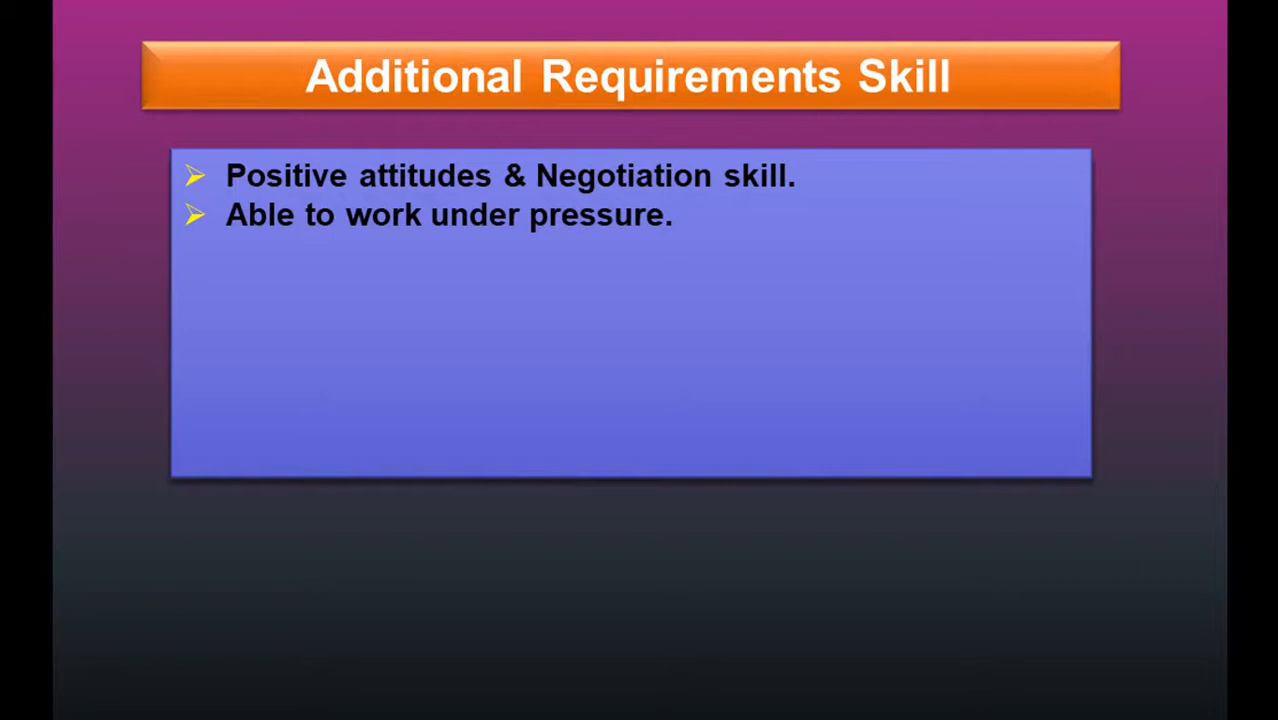 Additional Requirements Skill
Positive attitudes & Negotiation skill.
Able to work under pressure.